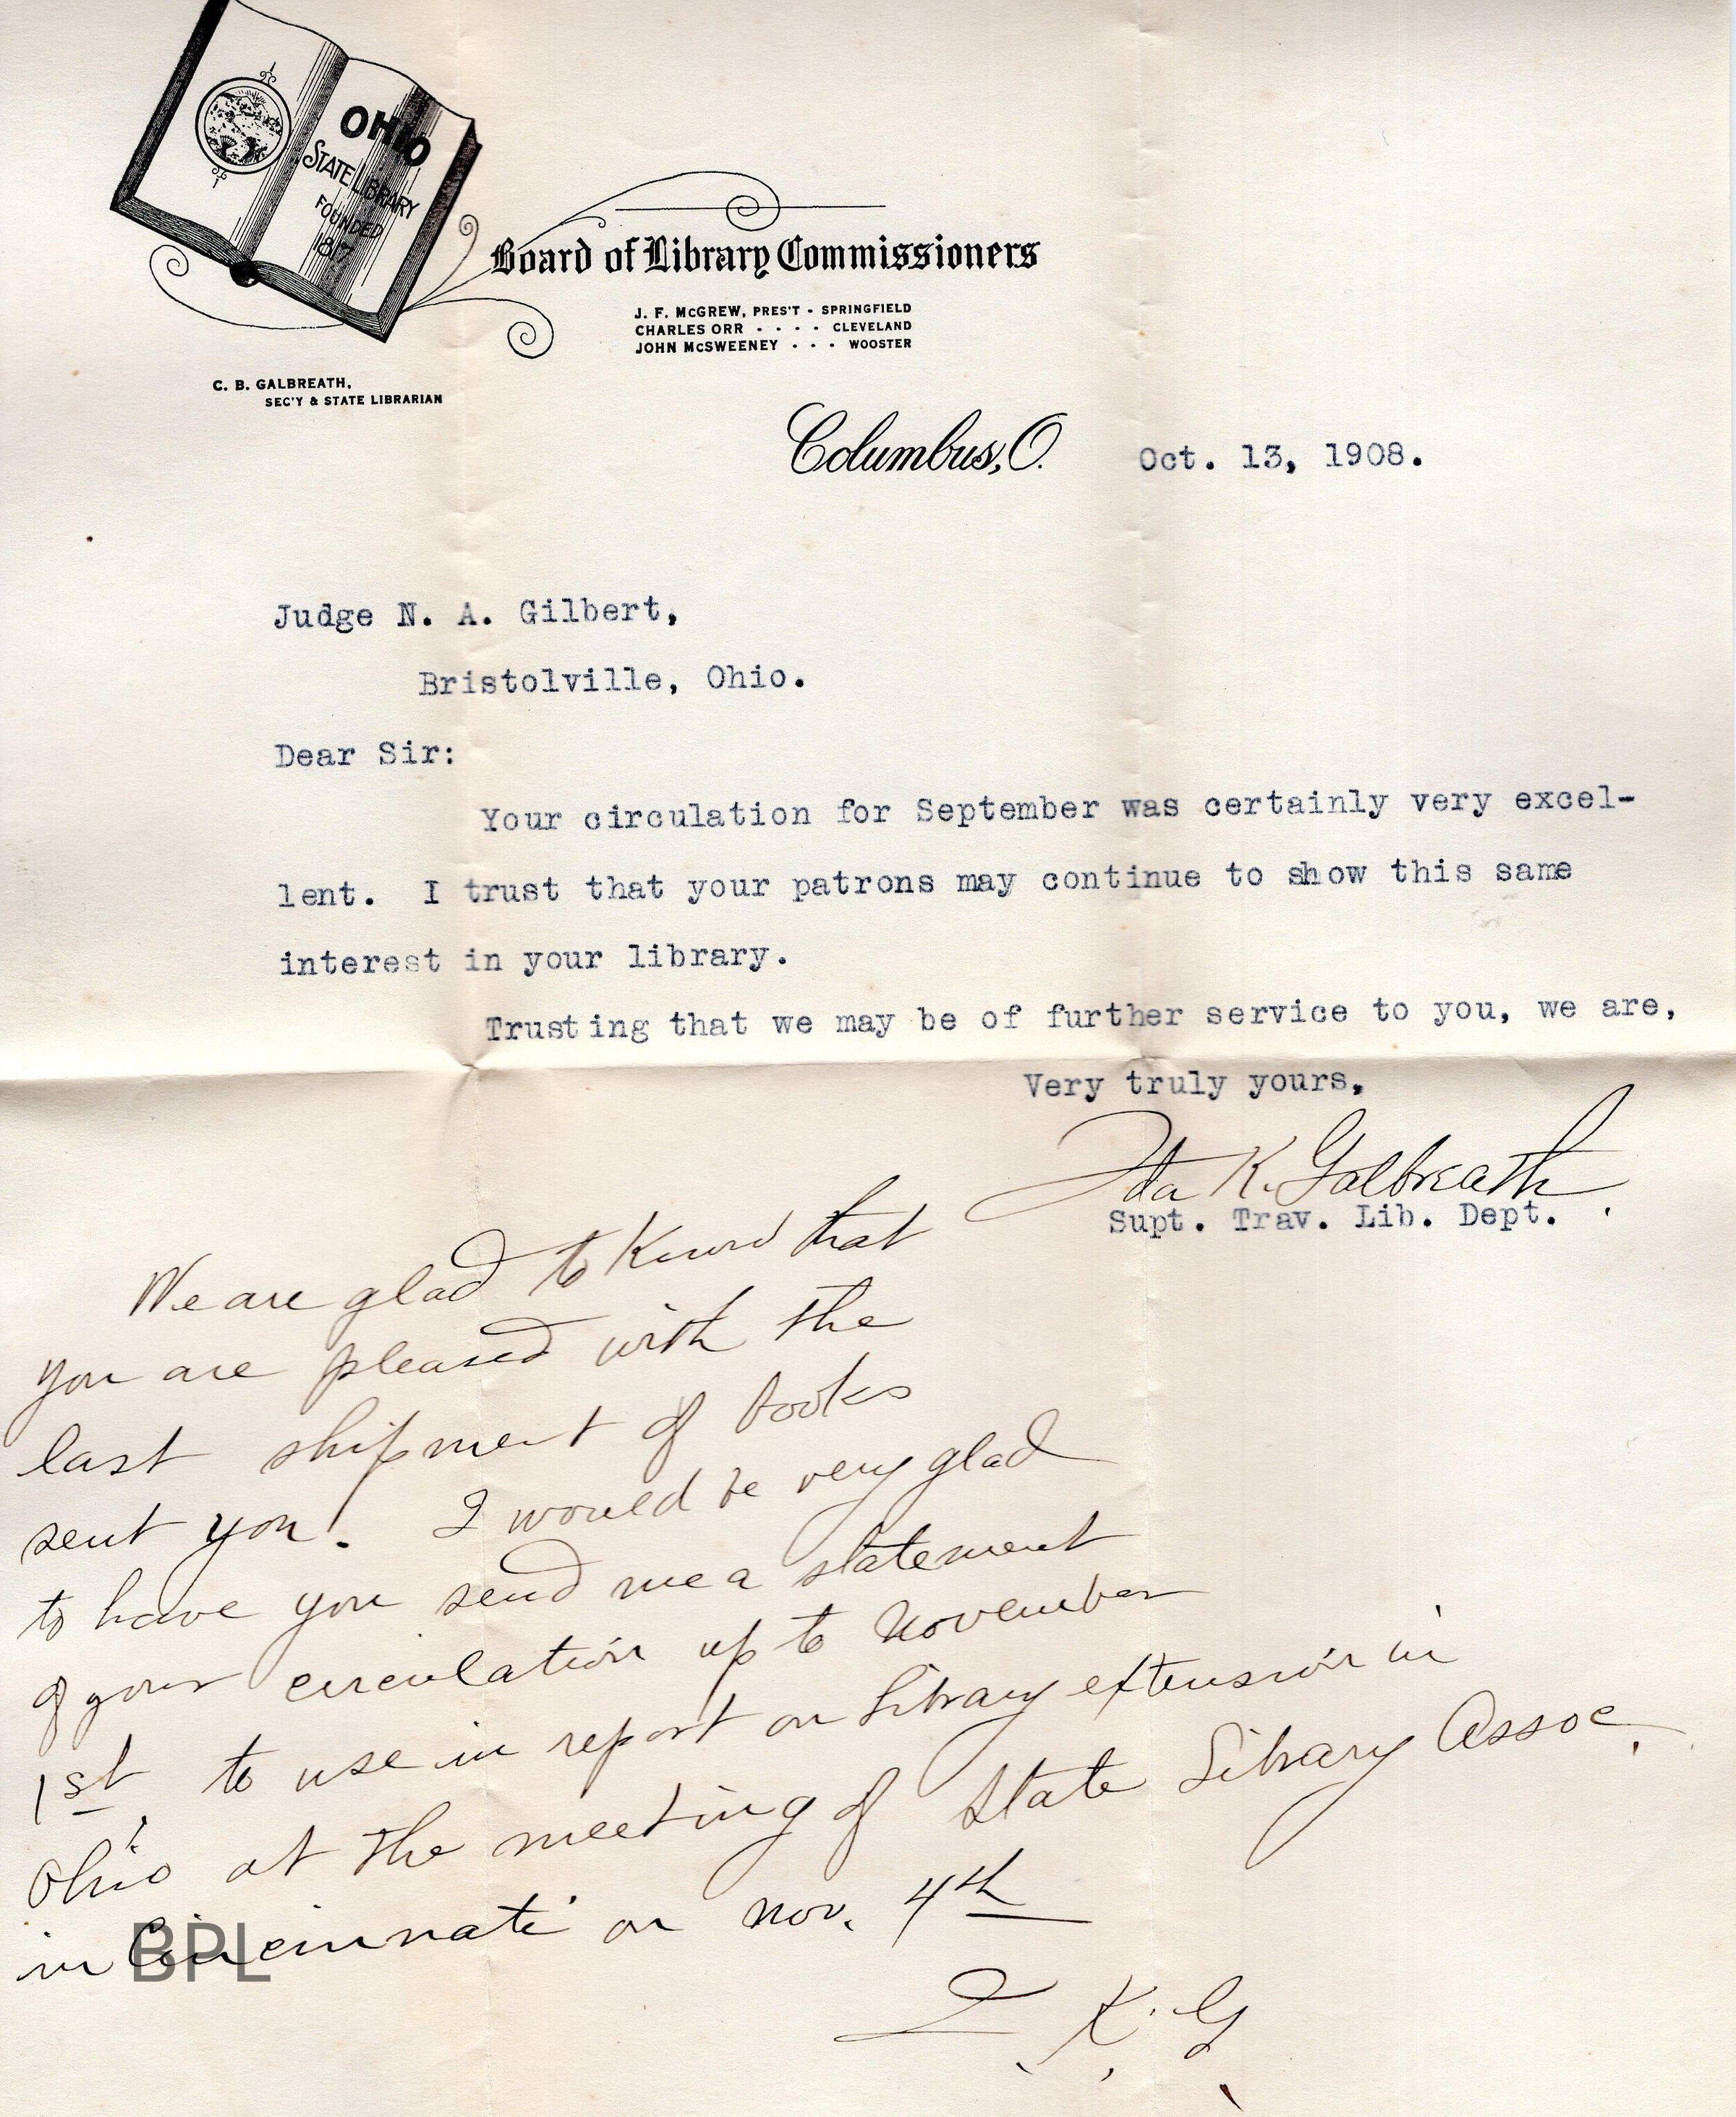 OHIO
STATE LIBRARY
FOUNDED
1817
Board of Library Commissioners
J. F. McGREW, PRES'T - SPRINGFIELD
CHARLES ORR - - - - CLEVELAND
JOHN McSWEENEY - - - WOOSTER
C. B. GALBREATH,
SEC'Y & STATE LIBRARIAN
Columbus, O. Oct. 13, 1908.
Judge N. A. Gilbert,
Bristolville, Ohio.
Dear Sir:
Your circulation for September was certainly very excel-
lent. I trust that your patrons may continue to show this same
interest in your library.
Trusting that we may be of further service to you, we are,
Very truly yours,
Ida K. Galbreath
Supt. Trav. Lib. Dept.
We are glad to know that
you are pleased with the
last shipment of books
sent you. I would be very glad
to have you send me a statement
of your circulation up to November
1st, to use in report on Library extension in
Ohio at the meeting of State Library Assoc.
in Cincinnati on Nov. 4th
I. K. G.
BPL